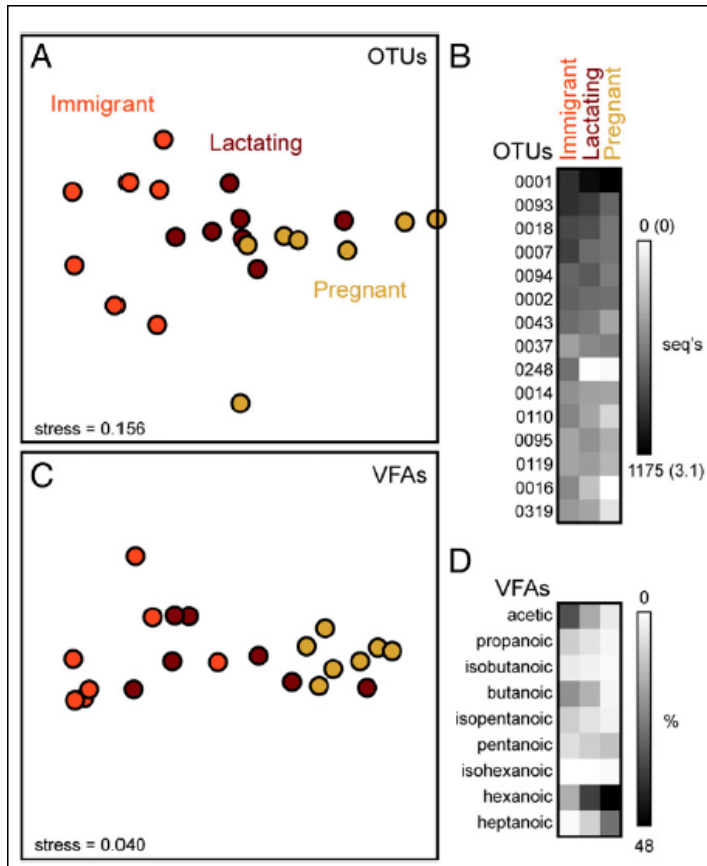 A
OTUs
Immigrant
Lactating
Pregnant
stress = 0.156
B
OTUs
Immigrant
Lactating
Pregnant
0001
0093
0018
0007
0094
0002
0043
0037
0248
0014
0110
0095
0119
0016
0319
0 (0)
seq's
1175 (3.1)
C
VFAs
stress = 0.040
D
VFAs
acetic
propanoic
isobutanoic
butanoic
isopentanoic
pentanoic
isohexanoic
hexanoic
heptanoic
0
%
48